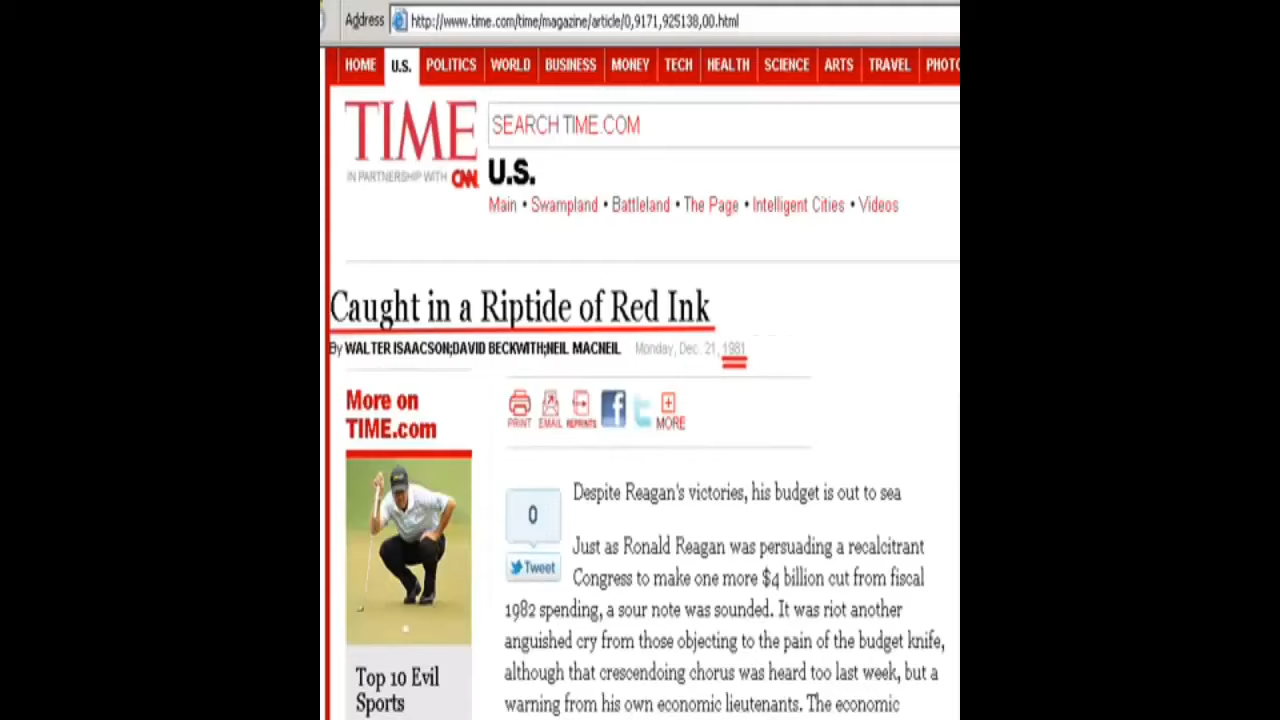 Address http://www.time.com/time/magazine/article/0,9171,925138,00.html
HOME U.S. POLITICS WORLD BUSINESS MONEY TECH HEALTH SCIENCE ARTS TRAVEL PHOTO
TIME
SEARCH TIME.COM
IN PARTNERSHIP WITH CNN
U.S.
Main • Swampland • Battleland • The Page • Intelligent Cities • Videos
Caught in a Riptide of Red Ink
By WALTER ISAACSON;DAVID BECKWITH;NEIL MACNEIL Monday, Dec. 21, 1981
More on
TIME.com
PRINT EMAIL REPRINTS f t MORE
0
Tweet
Despite Reagan's victories, his budget is out to sea
Just as Ronald Reagan was persuading a recalcitrant
Congress to make one more $4 billion cut from fiscal
1982 spending, a sour note was sounded. It was riot another
anguished cry from those objecting to the pain of the budget knife,
although that crescendoing chorus was heard too last week, but a
warning from his own economic lieutenants. The economic
Top 10 Evil
Sports